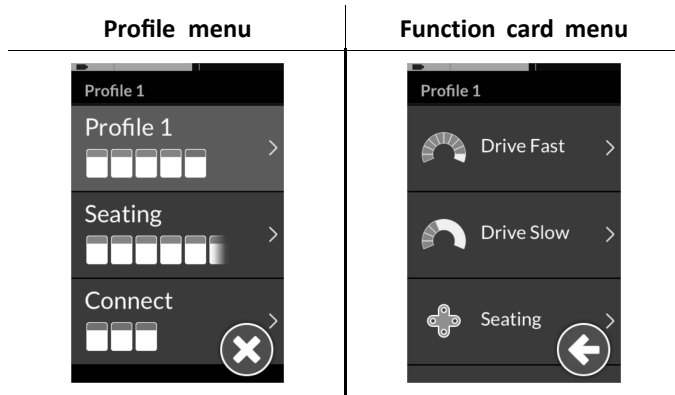 Profile menu
Function card menu
Profile 1
Profile 1
Seating
Connect
Profile 1
Drive Fast
Drive Slow
Seating